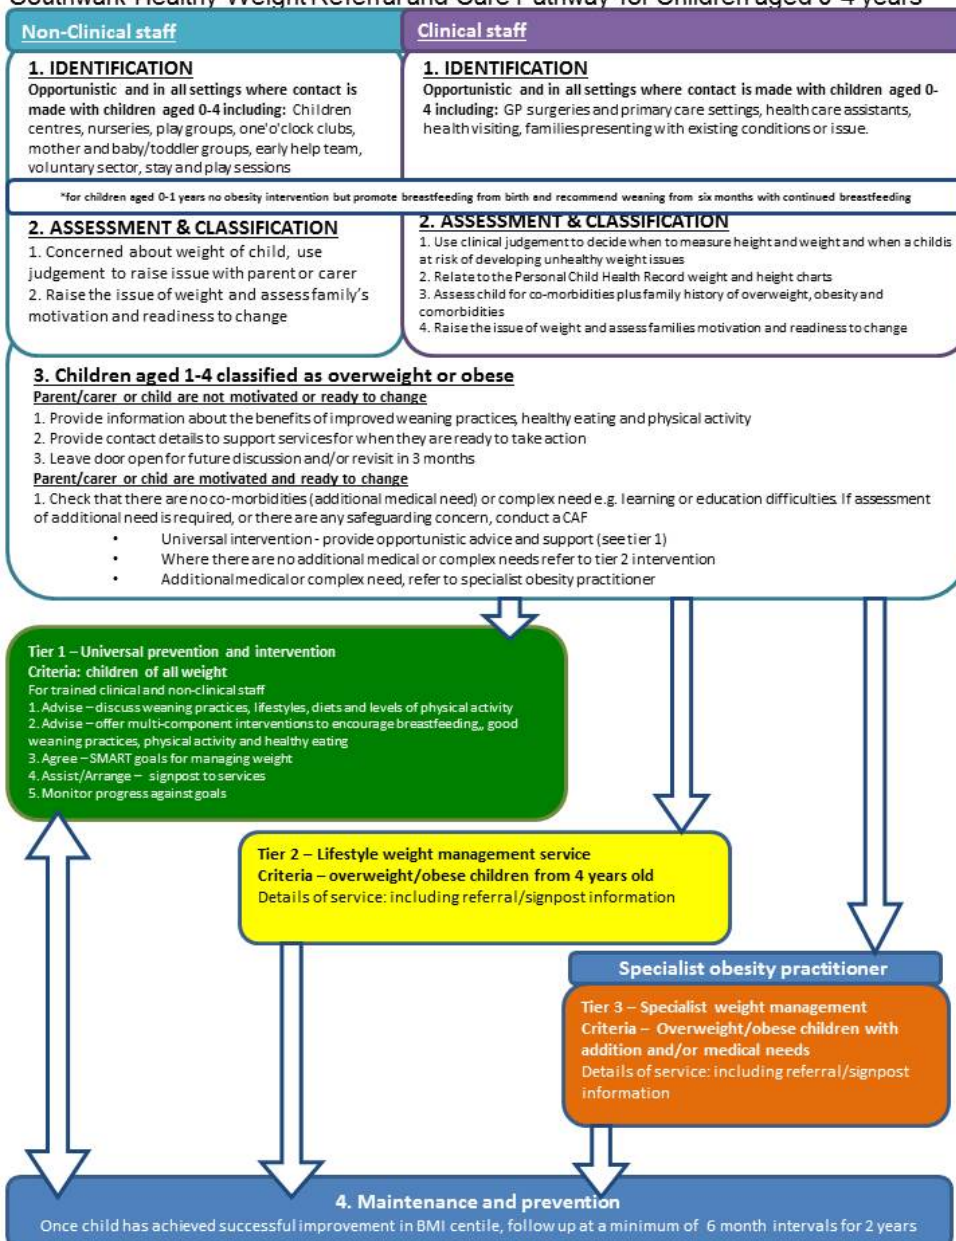 Southwark Healthy Weight Referral and Care Pathway for Children aged 0-4 years
Non-Clinical staff
1. IDENTIFICATION
Opportunistic and in all settings where contact is
made with children aged 0-4 including: Children
centres, nurseries, play groups, one'o'clock clubs,
mother and baby/toddler groups, early help team,
voluntary sector, stay and play sessions
Clinical staff
1. IDENTIFICATION
Opportunistic and in all settings where contact is made with children aged 0-
4 including: GP surgeries and primary care settings, health care assistants,
health visiting, families presenting with existing conditions or issue.
*for children aged 0-1 years no obesity intervention but promote breastfeeding from birth and recommend weaning from six months with continued breastfeeding
2. ASSESSMENT & CLASSIFICATION
1. Concerned about weight of child, use
judgement to raise issue with parent or carer
2. Raise the issue of weight and assess family's
motivation and readiness to change
2. ASSESSMENT & CLASSIFICATION
1. Use clinical judgement to decide when to measure height and weight and when a child is
at risk of developing unhealthy weight issues
2. Relate to the Personal Child Health Record weight and height charts
3. Assess child for co-morbidities plus family history of overweight, obesity and
comorbidities
4. Raise the issue of weight and assess families motivation and readiness to change
3. Children aged 1-4 classified as overweight or obese
Parent/carer or child are not motivated or ready to change
1. Provide information about the benefits of improved weaning practices, healthy eating and physical activity
2. Provide contact details to support services for when they are ready to take action
3. Leave door open for future discussion and/or revisit in 3 months
Parent/carer or chid are motivated and ready to change
1. Check that there are no co-morbidities (additional medical need) or complex need e.g. learning or education difficulties. If assessment
of additional need is required, or there are any safeguarding concern, conduct a CAF
• Universal intervention - provide opportunistic advice and support (see tier 1)
• Where there are no additional medical or complex needs refer to tier 2 intervention
• Additional medical or complex need, refer to specialist obesity practitioner
Tier 1 – Universal prevention and intervention
Criteria: children of all weight
For trained clinical and non-clinical staff
1. Advise – discuss weaning practices, lifestyles, diets and levels of physical activity
2. Advise – offer multi-component interventions to encourage breastfeeding,, good
weaning practices, physical activity and healthy eating
3. Agree – SMART goals for managing weight
4. Assist/Arrange – signpost to services
5. Monitor progress against goals
Tier 2 – Lifestyle weight management service
Criteria – overweight/obese children from 4 years old
Details of service: including referral/signpost information
Specialist obesity practitioner
Tier 3 – Specialist weight management
Criteria – Overweight/obese children with
addition and/or medical needs
Details of service: including referral/signpost
information
4. Maintenance and prevention
Once child has achieved successful improvement in BMI centile, follow up at a minimum of 6 month intervals for 2 years